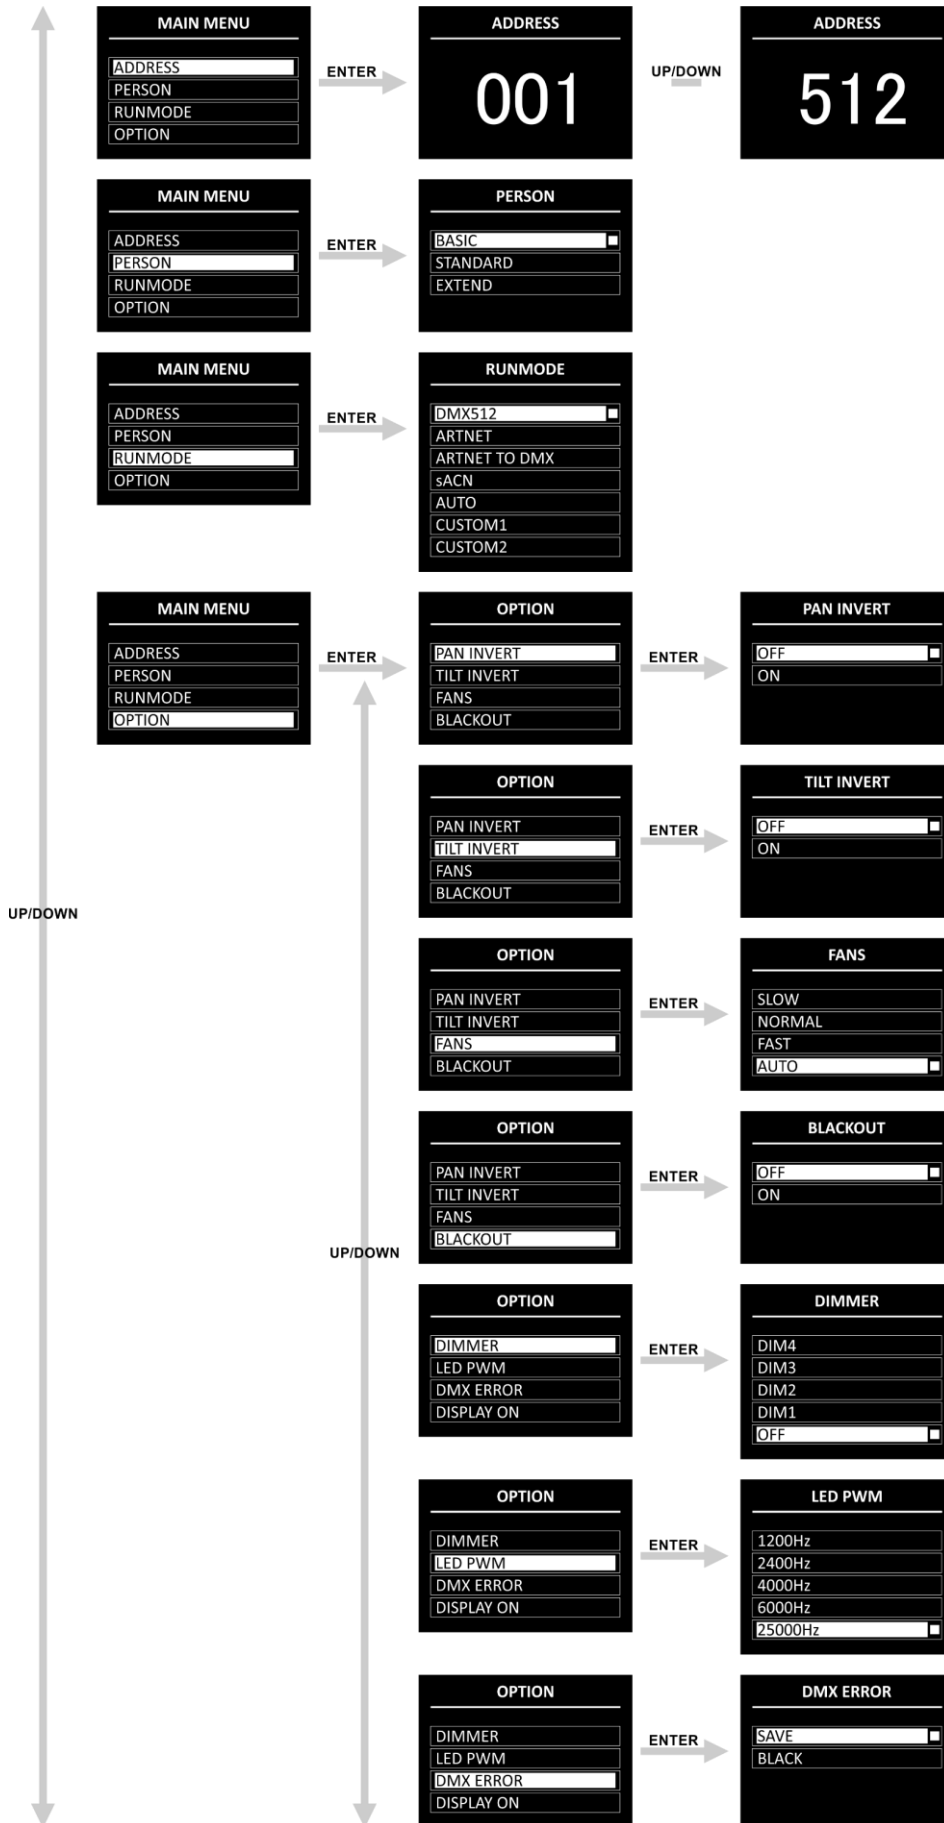 MAIN MENU
ADDRESS
PERSON
RUNMODE
OPTION
ENTER
ADDRESS
001
UP/DOWN
ADDRESS
512
MAIN MENU
ADDRESS
PERSON
RUNMODE
OPTION
ENTER
PERSON
BASIC
STANDARD
EXTEND
MAIN MENU
ADDRESS
PERSON
RUNMODE
OPTION
ENTER
RUNMODE
DMX512
ARTNET
ARTNET TO DMX
sACN
AUTO
CUSTOM1
CUSTOM2
MAIN MENU
ADDRESS
PERSON
RUNMODE
OPTION
ENTER
OPTION
PAN INVERT
TILT INVERT
FANS
BLACKOUT
ENTER
PAN INVERT
OFF
ON
OPTION
PAN INVERT
TILT INVERT
FANS
BLACKOUT
ENTER
TILT INVERT
OFF
ON
UP/DOWN
OPTION
PAN INVERT
TILT INVERT
FANS
BLACKOUT
ENTER
FANS
SLOW
NORMAL
FAST
AUTO
OPTION
PAN INVERT
TILT INVERT
FANS
BLACKOUT
ENTER
BLACKOUT
OFF
ON
UP/DOWN
OPTION
DIMMER
LED PWM
DMX ERROR
DISPLAY ON
ENTER
DIMMER
DIM4
DIM3
DIM2
DIM1
OFF
OPTION
DIMMER
LED PWM
DMX ERROR
DISPLAY ON
ENTER
LED PWM
1200Hz
2400Hz
4000Hz
6000Hz
25000Hz
OPTION
DIMMER
LED PWM
DMX ERROR
DISPLAY ON
ENTER
DMX ERROR
SAVE
BLACK